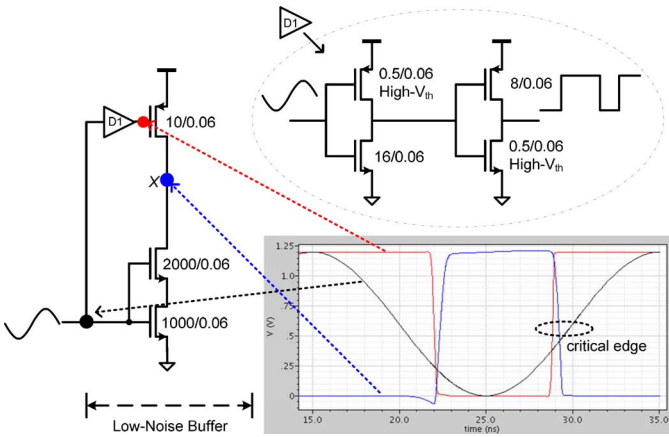 D1
0.5/0.06
High-Vth
8/0.06
16/0.06
0.5/0.06
High-Vth
D1
10/0.06
X
2000/0.06
1000/0.06
Low-Noise Buffer
V (V)
1.25
1.0
.75
.5
.25
0
15.0
20.0
25.0
30.0
35.0
time (ns)
critical edge